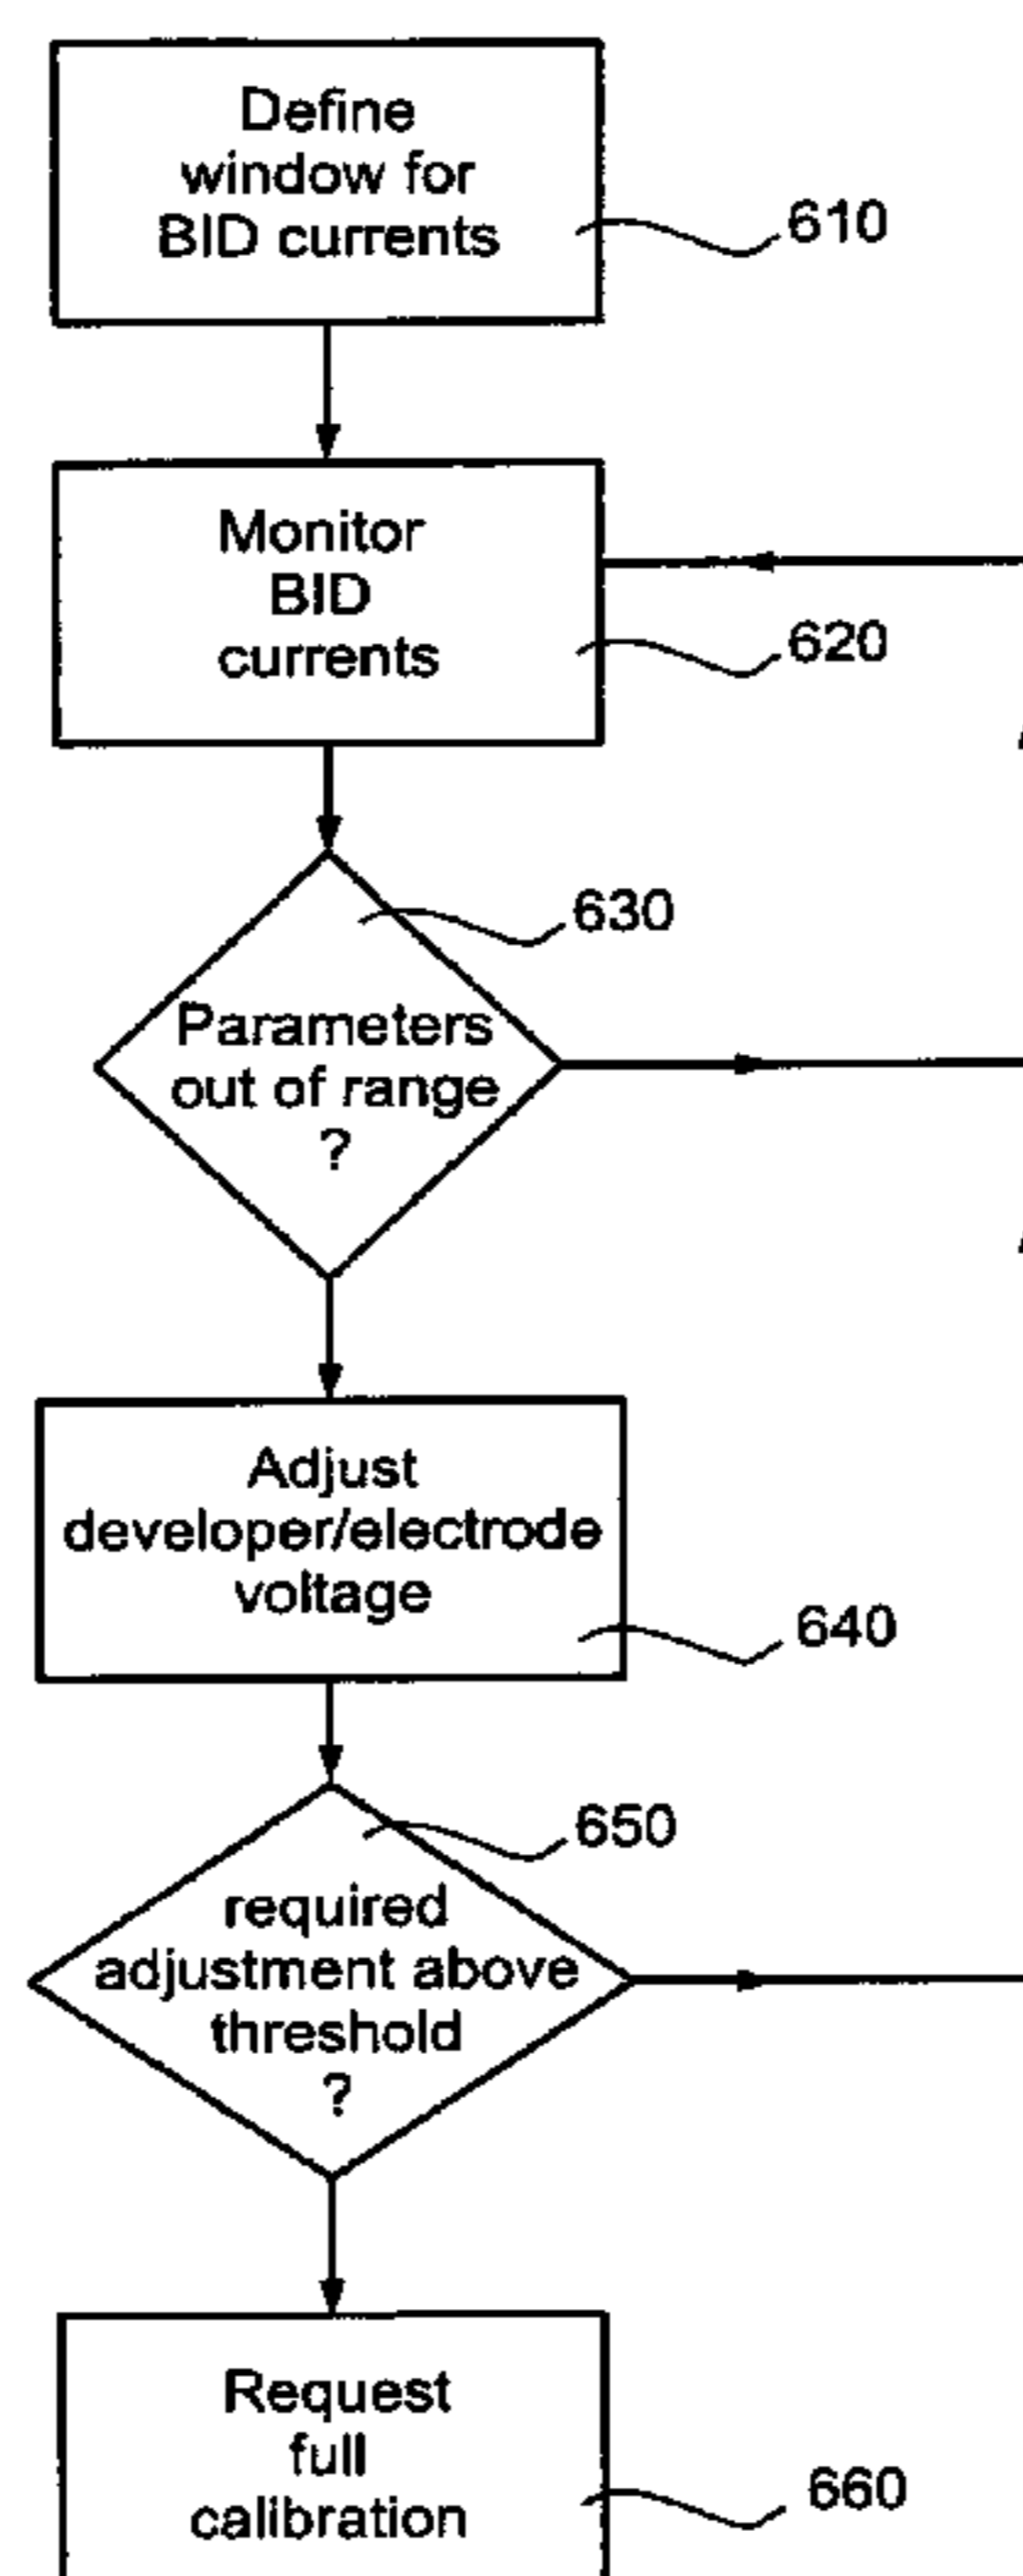 Define
window for
BID currents
610
Monitor
BID
currents
620
630
Parameters
out of range
?
Adjust
developer/electrode
voltage
640
650
required
adjustment above
threshold
?
Request
full
calibration
660